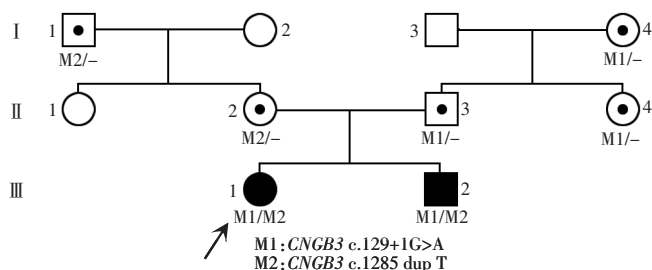 Ⅰ 1 2 3 4
M2/- M1/-
Ⅱ 1 2 3 4
M2/- M1/- M1/-
Ⅲ 1 2
M1/M2 M1/M2
M1:CNGB3 c.129+1G>A
M2:CNGB3 c.1285 dup T